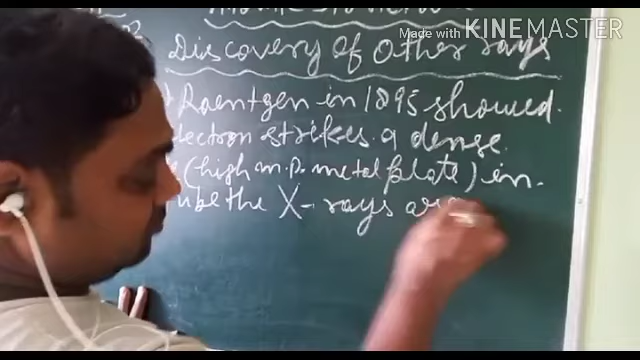 Made with KINEMASTER
Discovery of Other rays
Roentgen in 1895 showed.
electron strikes a dense.
(high m.p. metal plate) in.
tube the X-rays are